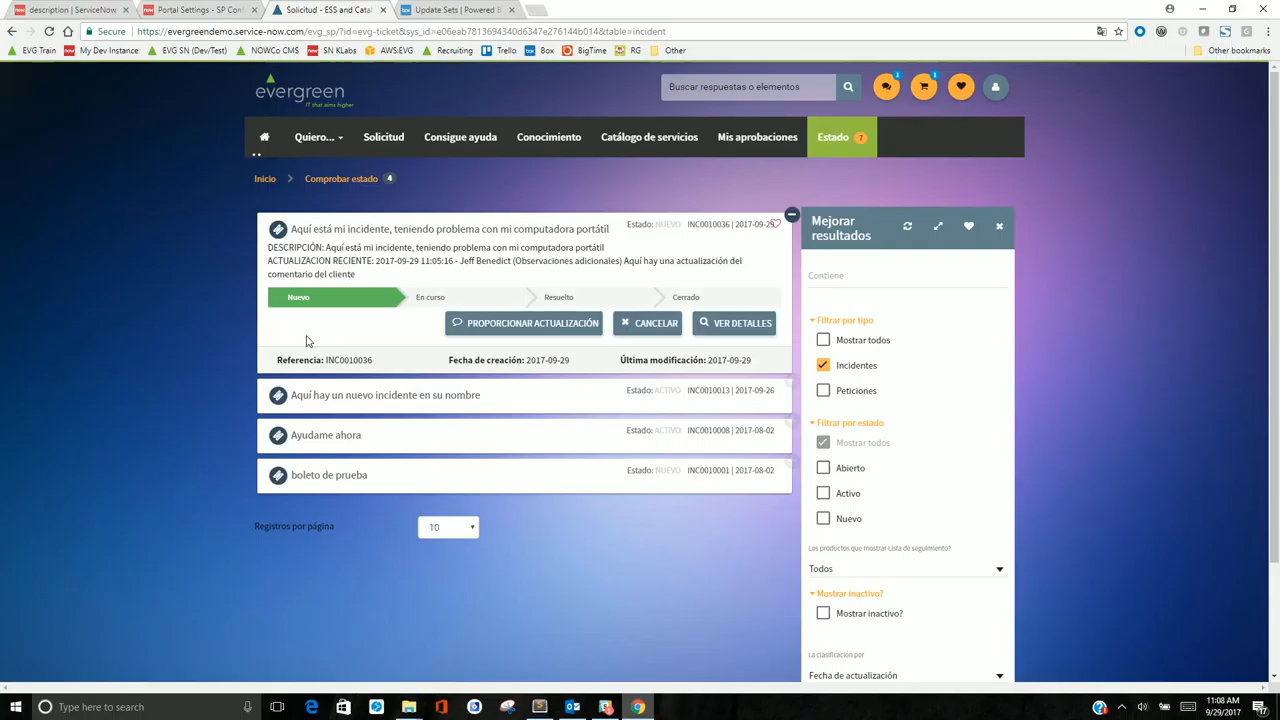 description | ServiceNow
Portal Settings - SP Conf
Solicitud - ESS and Catal
Update Sets | Powered B
Secure
https://evergreendemo.service-now.com/evg_sp/?id=evg-ticket&sys_id=e06eab7813694340d6347e276144b014&table=incident
EVG Train
My Dev Instance
EVG SN (Dev/Test)
NOWCo CMS
SN KLabs
AWS:EVG
Recruiting
Trello
Box
BigTime
RG
Other
Other bookmarks
evergreen
IT that aims higher
Buscar respuestas o elementos
Quiero...
Solicitud
Consigue ayuda
Conocimiento
Catálogo de servicios
Mis aprobaciones
Estado 7
Inicio
Comprobar estado 4
Aquí está mi incidente, teniendo problema con mi computadora portátil
Estado: NUEVO INC0010036 | 2017-09-29
DESCRIPCIÓN: Aquí está mi incidente, teniendo problema con mi computadora portátil
ACTUALIZACION RECIENTE: 2017-09-29 11:05:16 - Jeff Benedict (Observaciones adicionales) Aquí hay una actualización del
comentario del cliente
Nuevo
En curso
Resuelto
Cerrado
PROPORCIONAR ACTUALIZACIÓN
CANCELAR
VER DETALLES
Referencia: INC0010036
Fecha de creación: 2017-09-29
Última modificación: 2017-09-29
Aquí hay un nuevo incidente en su nombre
Estado: ACTIVO INC0010013 | 2017-09-26
Ayudame ahora
Estado: ACTIVO INC0010008 | 2017-08-02
boleto de prueba
Estado: NUEVO INC0010001 | 2017-08-02
Registros por página
10
Mejorar
resultados
Contiene
Filtrar por tipo
Mostrar todos
Incidentes
Peticiones
Filtrar por estado
Mostrar todos
Abierto
Activo
Nuevo
Los productos que mostrar Lista de seguimiento?
Todos
Mostrar inactivo?
Mostrar inactivo?
La clasificación por
Fecha de actualización
Type here to search
11:08 AM
9/29/2017